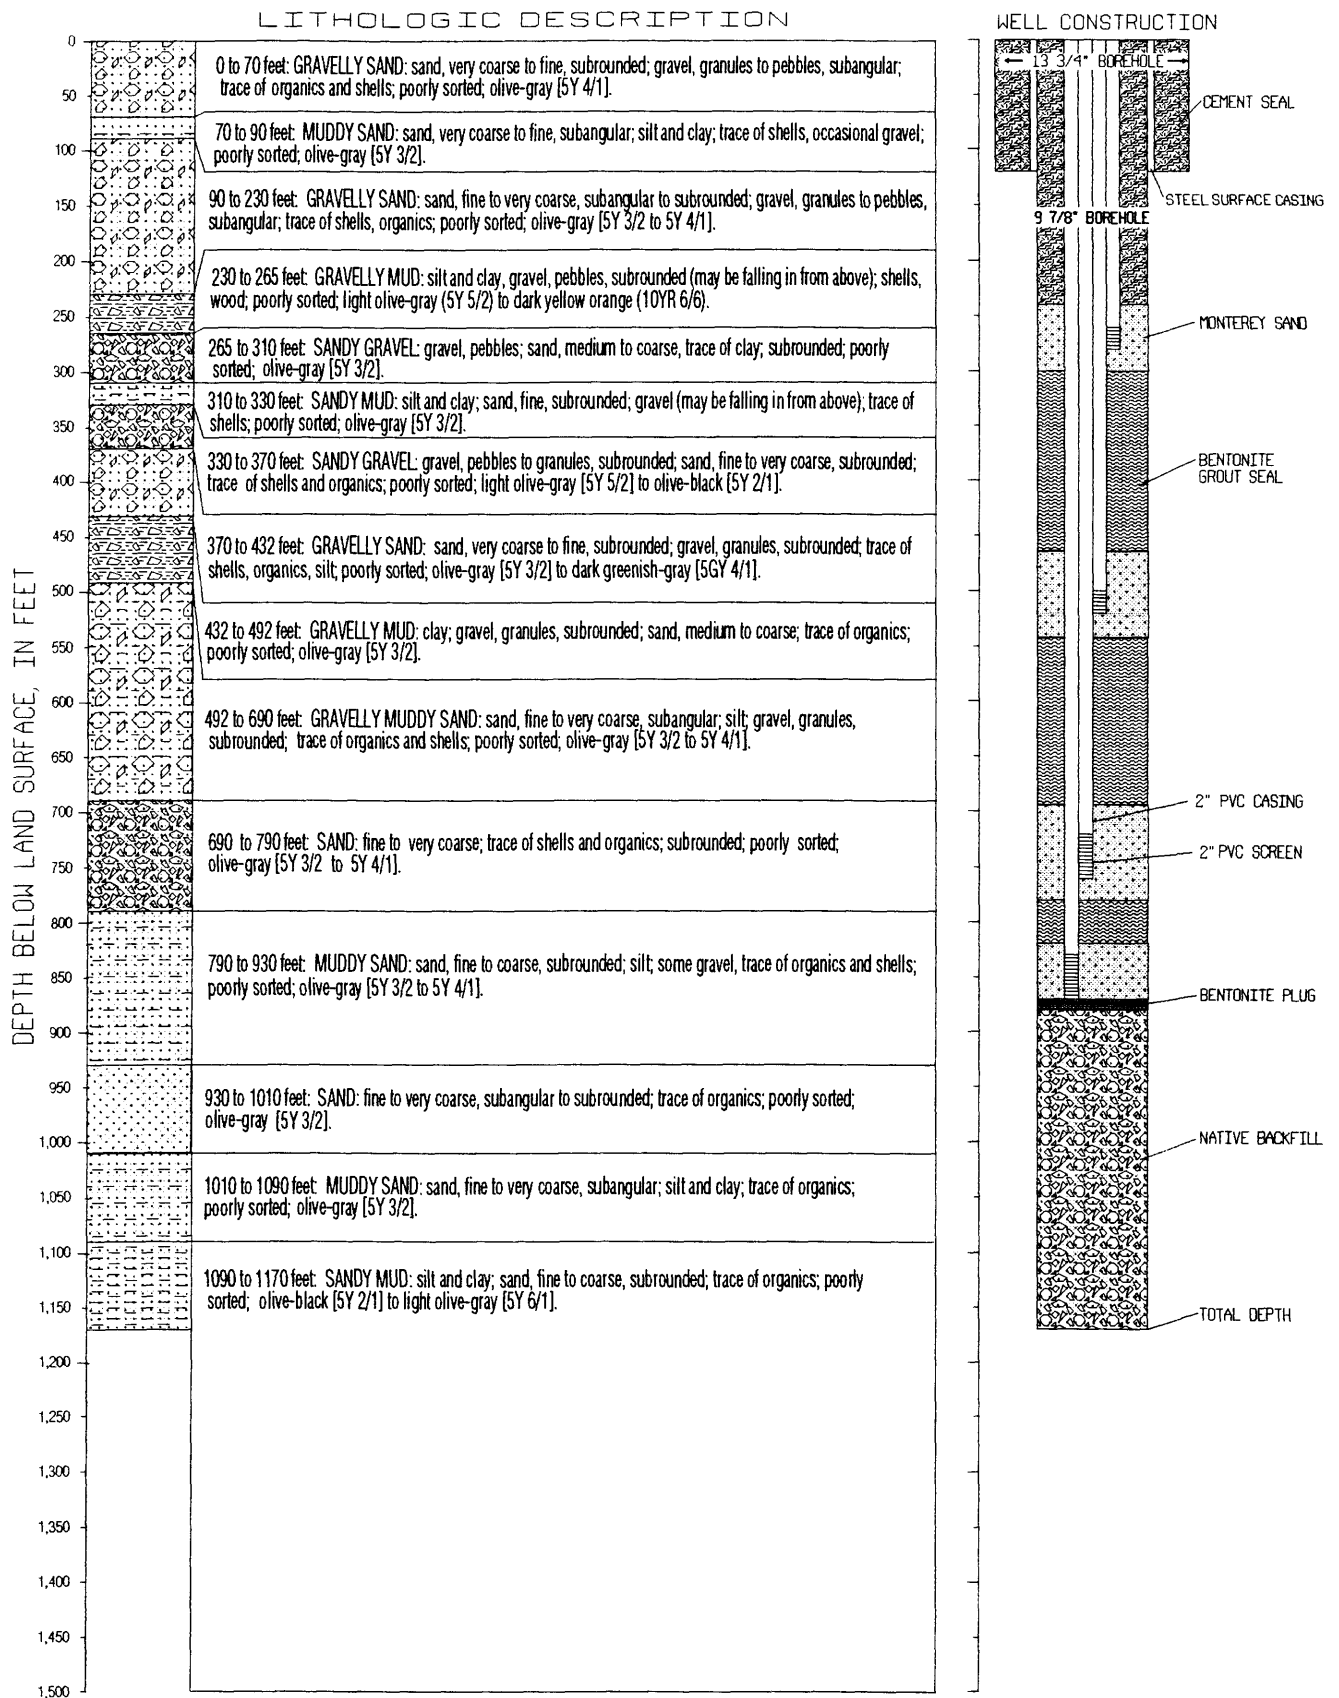 LITHOLOGIC DESCRIPTION
WELL CONSTRUCTION
DEPTH BELOW LAND SURFACE, IN FEET
0
50
100
150
200
250
300
350
400
450
500
550
600
650
700
750
800
850
900
950
1,000
1,050
1,100
1,150
1,200
1,250
1,300
1,350
1,400
1,450
1,500
0 to 70 feet: GRAVELLY SAND: sand, very coarse to fine, subrounded; gravel, granules to pebbles, subangular;
trace of organics and shells; poorly sorted; olive-gray [5Y 4/1].
70 to 90 feet: MUDDY SAND: sand, very coarse to fine, subangular; silt and clay; trace of shells, occasional gravel;
poorly sorted; olive-gray [5Y 3/2].
90 to 230 feet: GRAVELLY SAND: sand, fine to very coarse, subangular to subrounded; gravel, granules to pebbles,
subangular; trace of shells, organics; poorly sorted; olive-gray [5Y 3/2 to 5Y 4/1].
230 to 265 feet: GRAVELLY MUD: silt and clay, gravel, pebbles, subrounded (may be falling in from above); shells,
wood; poorly sorted; light olive-gray (5Y 5/2) to dark yellow orange (10YR 6/6).
265 to 310 feet: SANDY GRAVEL: gravel, pebbles; sand, medium to coarse, trace of clay; subrounded; poorly
sorted; olive-gray [5Y 3/2].
310 to 330 feet: SANDY MUD: silt and clay; sand, fine, subrounded; gravel (may be falling in from above); trace of
shells; poorly sorted; olive-gray [5Y 3/2].
330 to 370 feet: SANDY GRAVEL: gravel, pebbles to granules, subrounded; sand, fine to very coarse, subrounded;
trace of shells and organics; poorly sorted; light olive-gray [5Y 5/2] to olive-black [5Y 2/1].
370 to 432 feet: GRAVELLY SAND: sand, very coarse to fine, subrounded; gravel, granules, subrounded; trace of
shells, organics, silt; poorly sorted; olive-gray [5Y 3/2] to dark greenish-gray [5GY 4/1].
432 to 492 feet: GRAVELLY MUD: clay; gravel, granules, subrounded; sand, medium to coarse; trace of organics;
poorly sorted; olive-gray [5Y 3/2].
492 to 690 feet: GRAVELLY MUDDY SAND: sand, fine to very coarse, subangular; silt; gravel, granules,
subrounded; trace of organics and shells; poorly sorted; olive-gray [5Y 3/2 to 5Y 4/1].
690 to 790 feet: SAND: fine to very coarse; trace of shells and organics; subrounded; poorly sorted;
olive-gray [5Y 3/2 to 5Y 4/1].
790 to 930 feet: MUDDY SAND: sand, fine to coarse, subrounded; silt; some gravel, trace of organics and shells;
poorly sorted; olive-gray [5Y 3/2 to 5Y 4/1].
930 to 1010 feet: SAND: fine to very coarse, subangular to subrounded; trace of organics; poorly sorted;
olive-gray [5Y 3/2].
1010 to 1090 feet: MUDDY SAND: sand, fine to very coarse, subangular; silt and clay; trace of organics;
poorly sorted; olive-gray [5Y 3/2].
1090 to 1170 feet: SANDY MUD: silt and clay; sand, fine to coarse, subrounded; trace of organics; poorly
sorted; olive-black [5Y 2/1] to light olive-gray [5Y 6/1].
13 3/4" BOREHOLE
CEMENT SEAL
STEEL SURFACE CASING
9 7/8" BOREHOLE
MONTEREY SAND
BENTONITE
GROUT SEAL
2" PVC CASING
2" PVC SCREEN
BENTONITE PLUG
NATIVE BACKFILL
TOTAL DEPTH